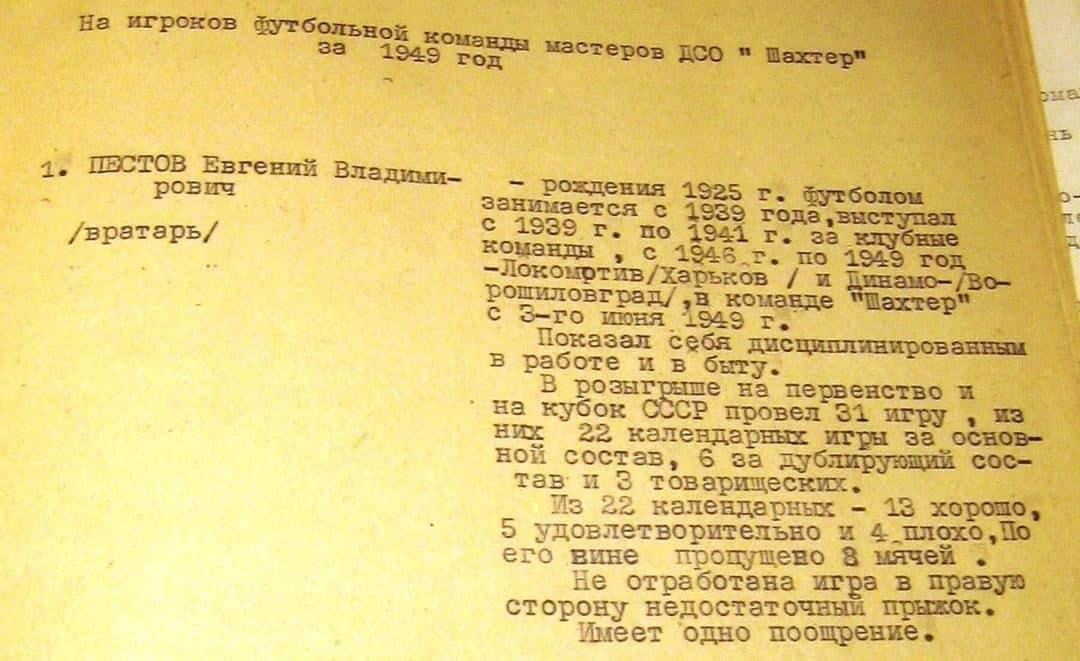 На игроков футбольной команды мастеров ДСО " Шахтер"
за 1949 год
1. ПЕСТОВ Евгений Владими-
рович
/вратарь/
- рождения 1925 г. футболом
занимается с 1939 года,выступал
с 1939 г. по 1941 г. за клубные
команды , с 1946 г. по 1949 год
-Локомотив/Харьков / и Динамо-/Во-
рошиловград/,в команде "Шахтер"
с 3-го июня 1949 г.
Показал себя дисциплинированным
в работе и в быту.
В розыгрыше на первенство и
на кубок СССР провел 31 игру , из
них 22 календарных игры за основ-
ной состав, 6 за дублирующий сос-
тав и 3 товарищеских.
Из 22 календарных - 13 хорошо,
5 удовлетворительно и 4 плохо,По
его вине пропущено 8 мячей .
Не отработана игра в правую
сторону недостаточный прыжок.
Имеет одно поощрение.